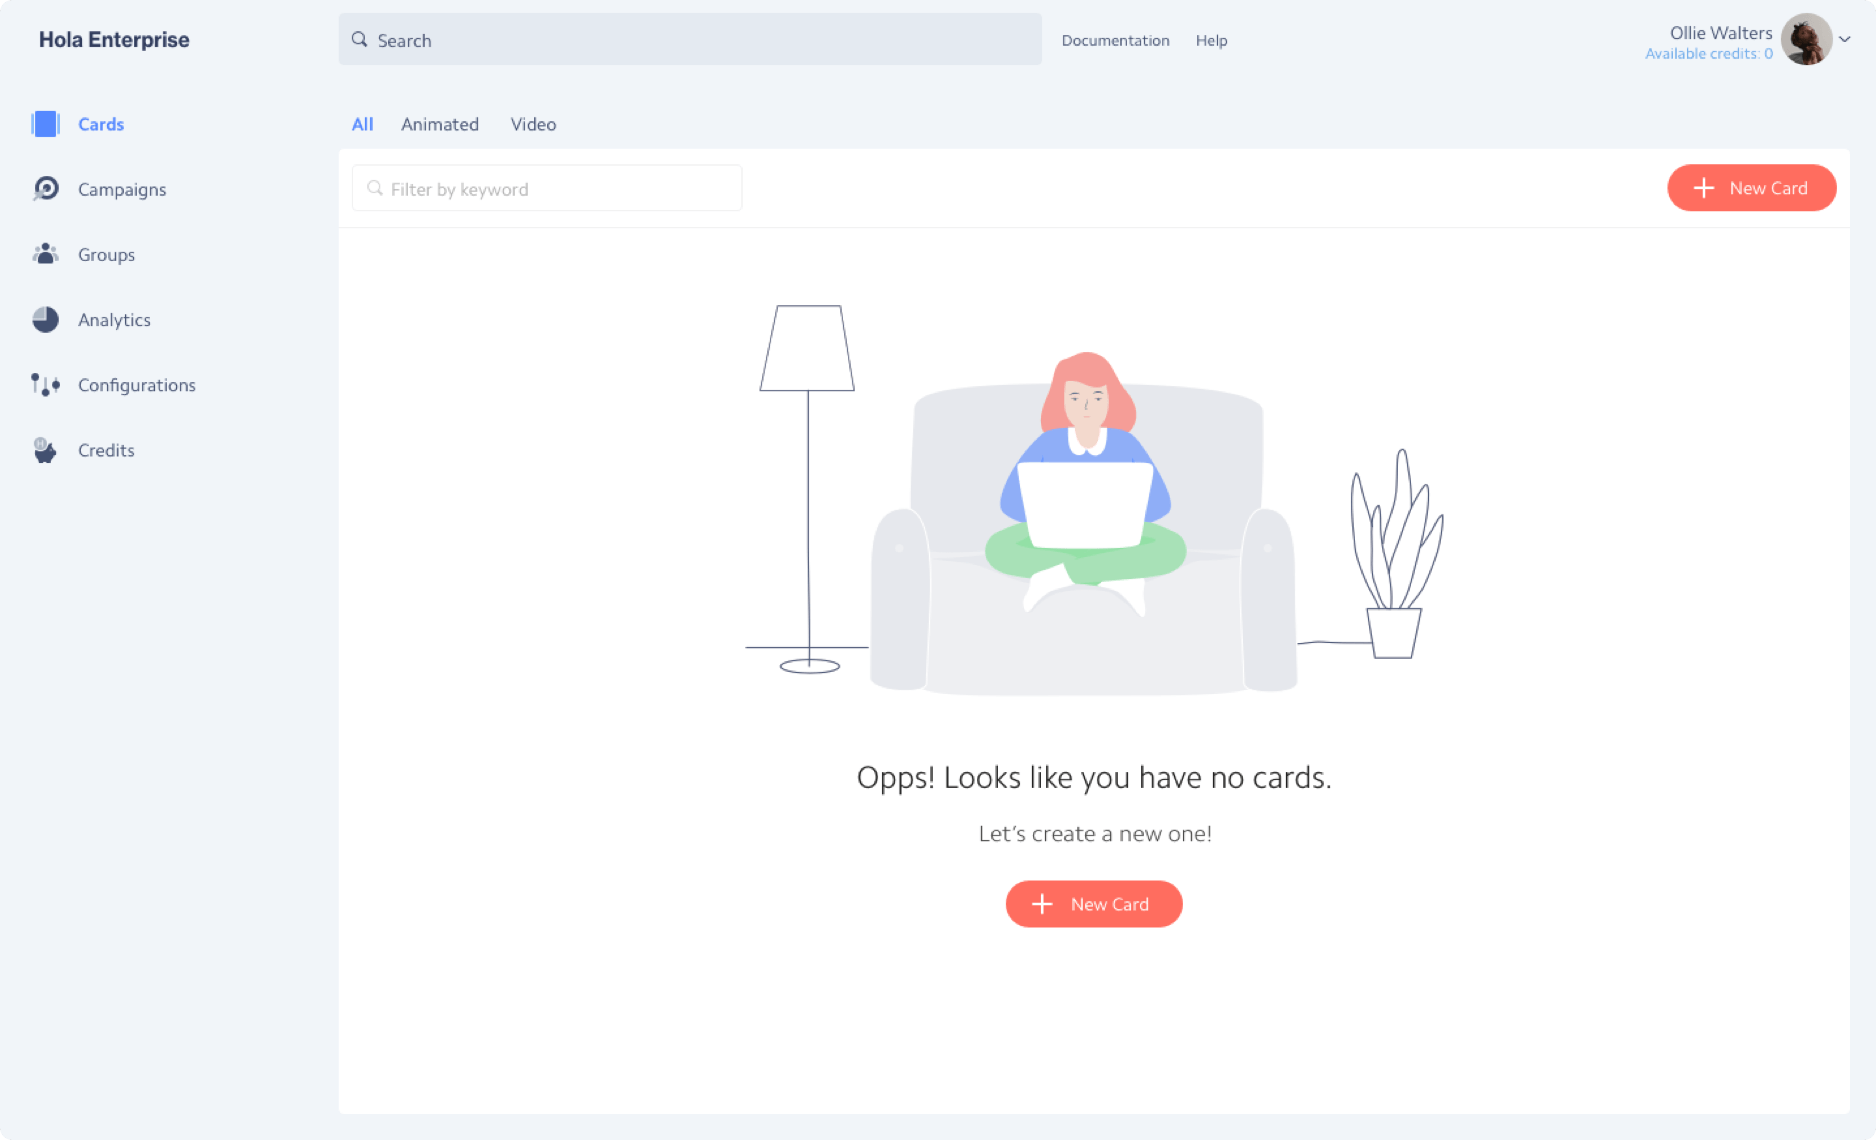 Hola Enterprise
Search
Documentation
Help
Ollie Walters
Available credits: 0
Cards
Campaigns
Groups
Analytics
Configurations
Credits
All
Animated
Video
Filter by keyword
New Card
Opps! Looks like you have no cards.
Let’s create a new one!
New Card